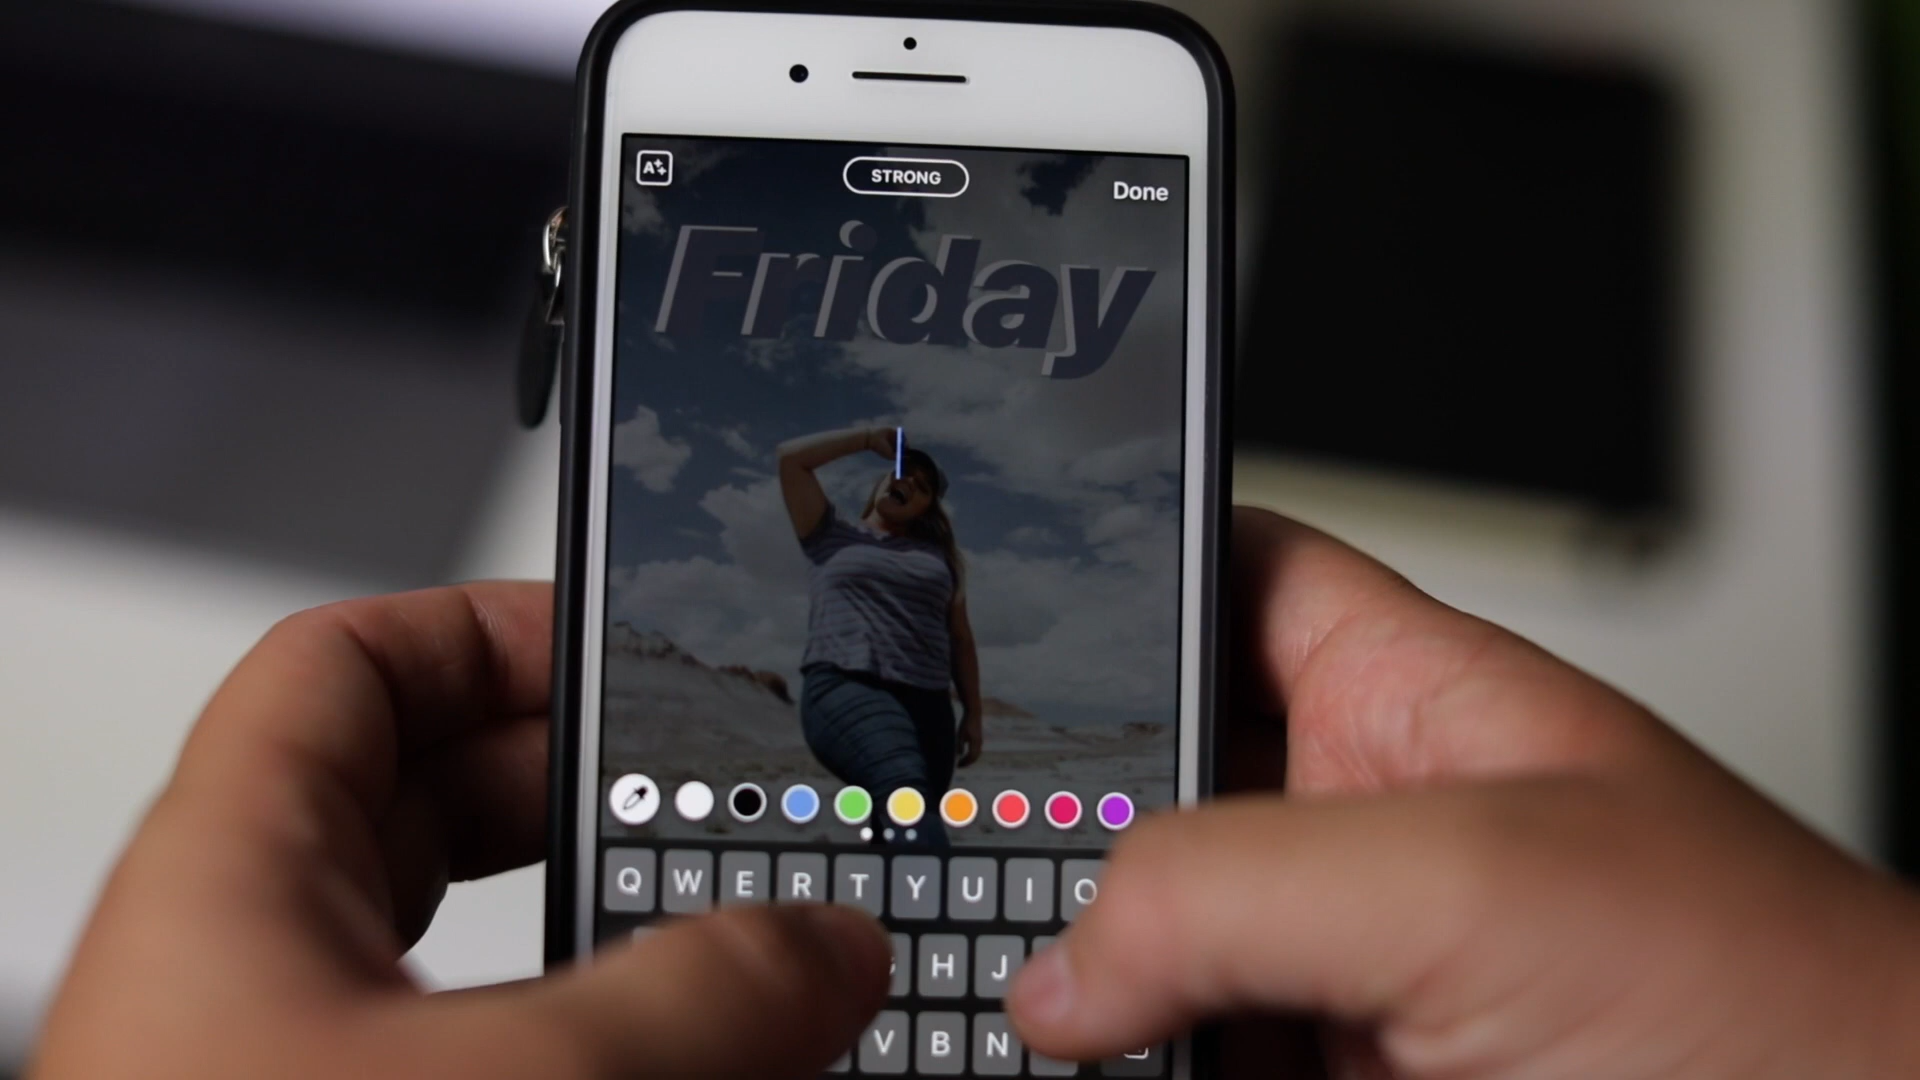 A
STRONG
Done
Friday
Q W E R T Y U I O
H J
V B N